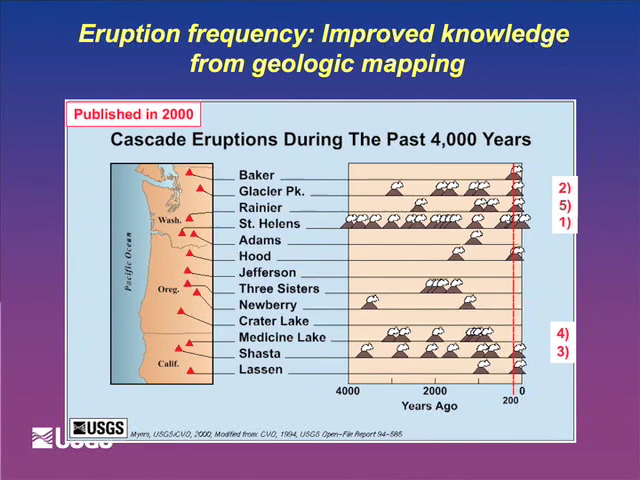 Eruption frequency: Improved knowledge
from geologic mapping
Published in 2000
Cascade Eruptions During The Past 4,000 Years
Baker
Glacier Pk.
Rainier
St. Helens
Adams
Hood
Jefferson
Three Sisters
Newberry
Crater Lake
Medicine Lake
Shasta
Lassen
Pacific Ocean
Wash.
Oreg.
Calif.
2)
5)
1)
4)
3)
4000 2000 0
200
Years Ago
USGS
Myers, USGS/CVO, 2000; Modified from: CVO, 1994, USGS Open-File Report 94-585
USGS